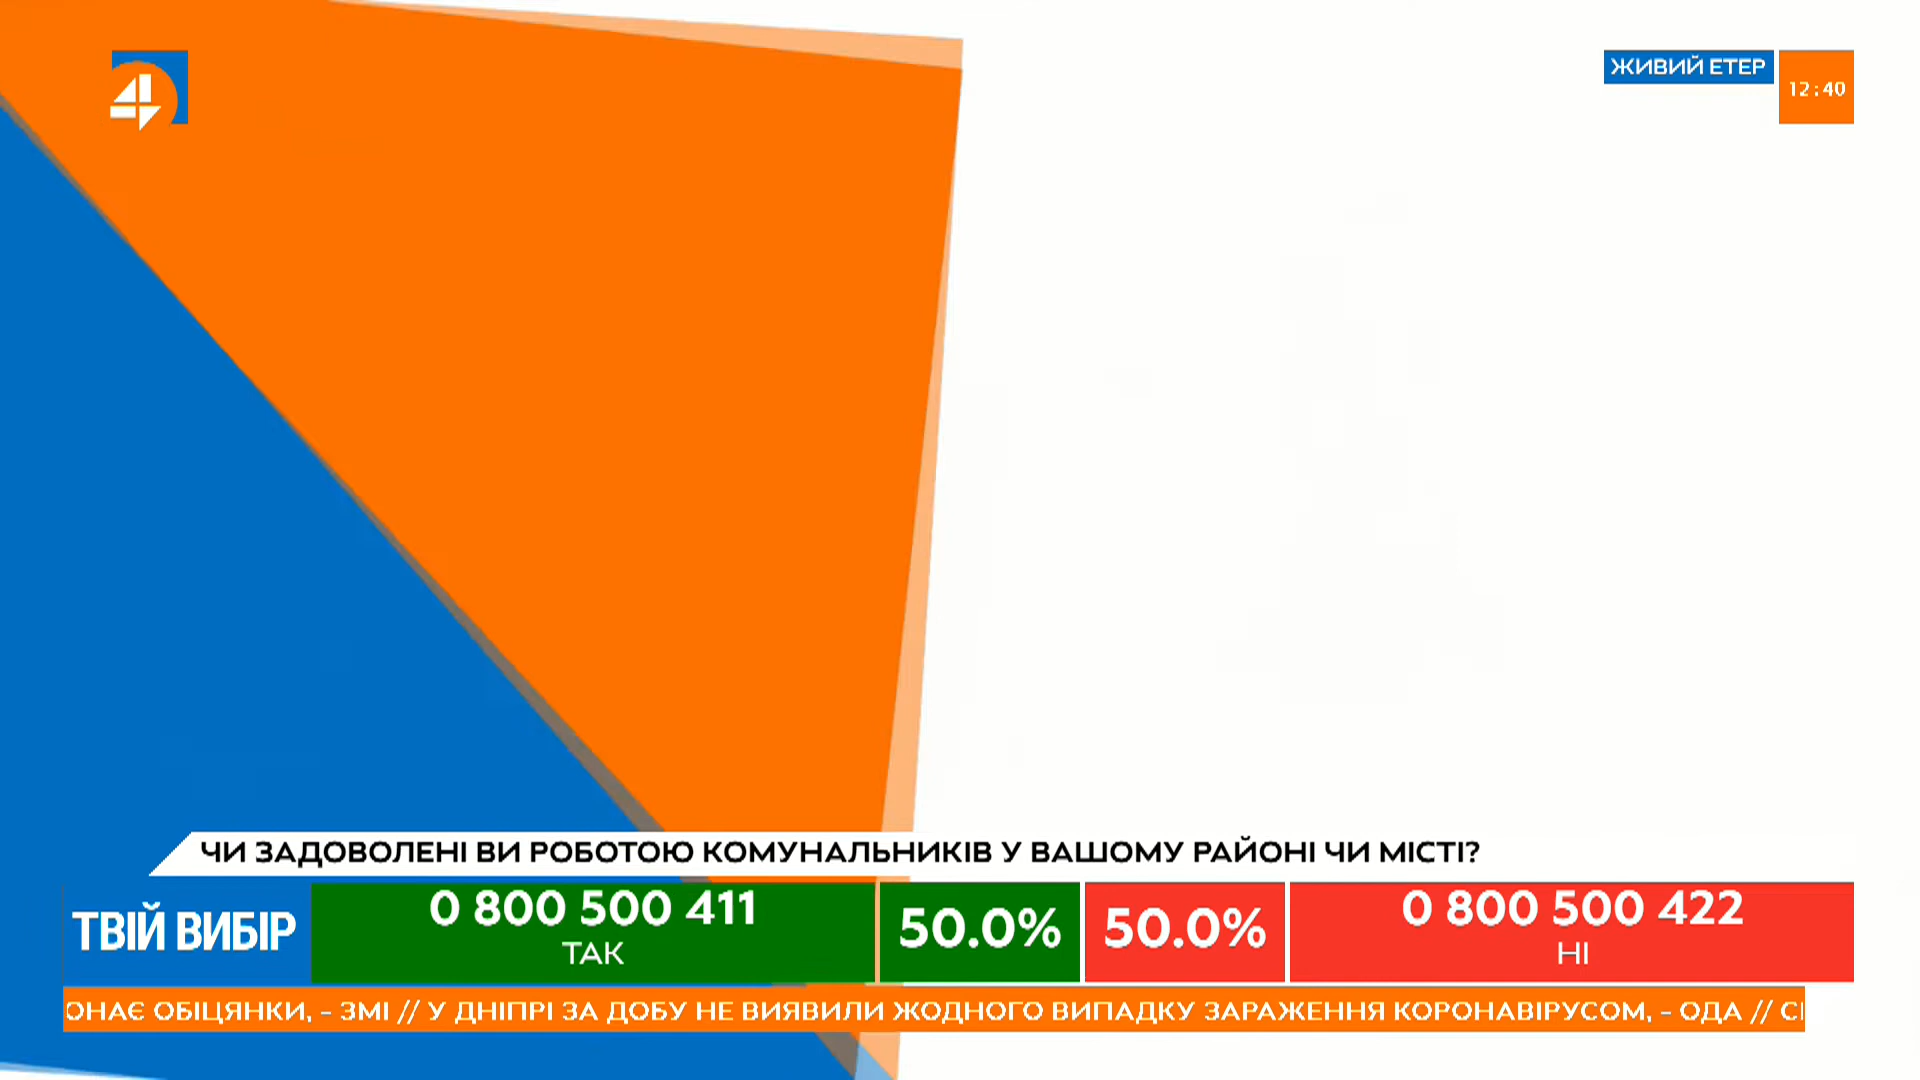 4
ЖИВИЙ ЕТЕР
12:40
ЧИ ЗАДОВОЛЕНІ ВИ РОБОТОЮ КОМУНАЛЬНИКІВ У ВАШОМУ РАЙОНІ ЧИ МІСТІ?
ТВІЙ ВИБІР
0 800 500 411
ТАК
50.0%
50.0%
0 800 500 422
НІ
ОБІЦЯНКИ, - ЗМІ // У ДНІПРІ ЗА ДОБУ НЕ ВИЯВИЛИ ЖОДНОГО ВИПАДКУ ЗАРАЖЕННЯ КОРОНАВІРУСОМ, - ОДА //